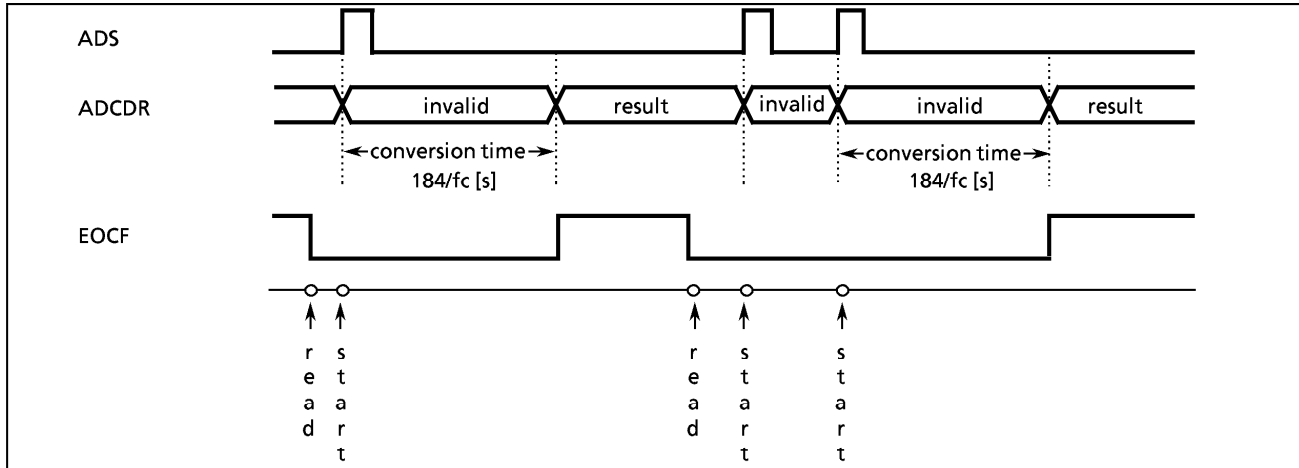 ADS
ADCDR
invalid
result
invalid
invalid
result
conversion time
184/fc [s]
conversion time
184/fc [s]
EOCF
read
start
read
start
start